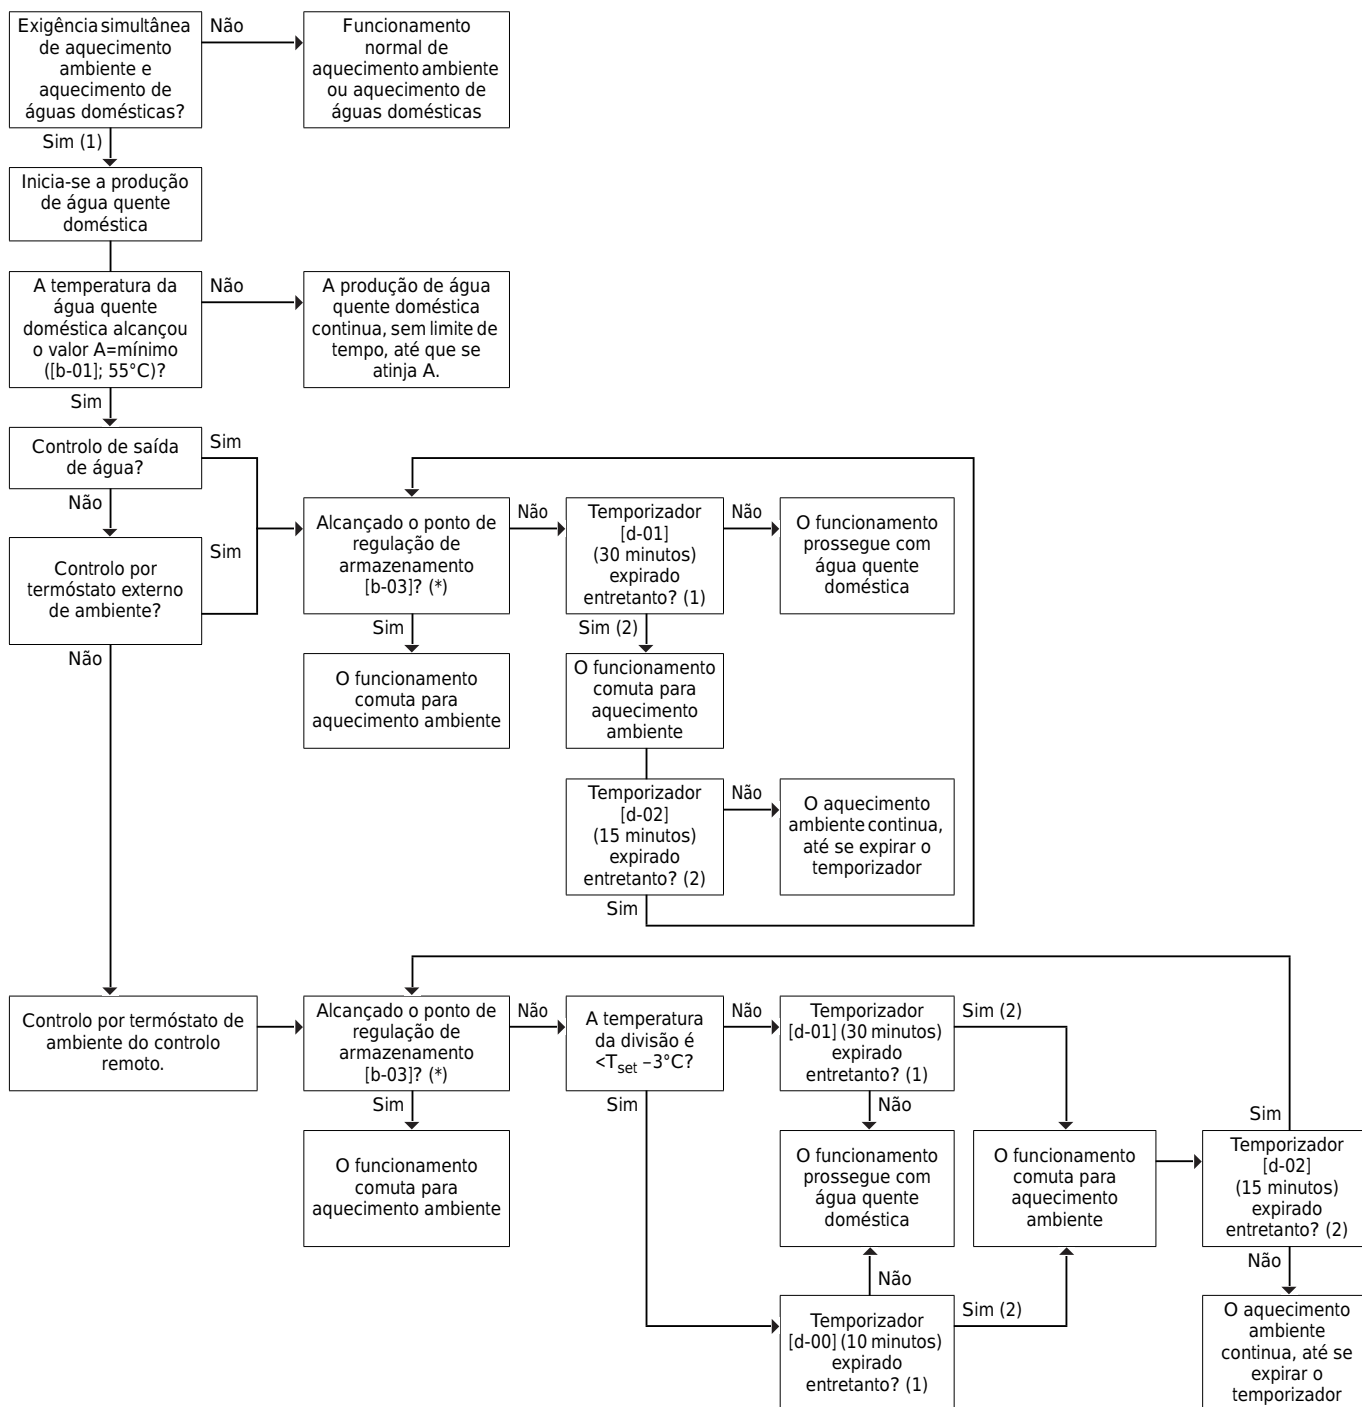 Exigência simultânea
de aquecimento
ambiente e
aquecimento de
águas domésticas?
Não
Funcionamento
normal de
aquecimento ambiente
ou aquecimento de
águas domésticas
Sim (1)
Inicia-se a produção
de água quente
doméstica
A temperatura da
água quente
doméstica alcançou
o valor A=mínimo
([b-01]; 55°C)?
Não
A produção de água
quente doméstica
continua, sem limite de
tempo, até que se
atinja A.
Sim
Controlo de saída
de água?
Sim
Não
Controlo por
termóstato externo
de ambiente?
Sim
Não
Alcançado o ponto de
regulação de
armazenamento
[b-03]? (*)
Não
Sim
O funcionamento
comuta para
aquecimento ambiente
Temporizador
[d-01]
(30 minutos)
expirado
entretanto? (1)
Não
O funcionamento
prossegue com
água quente
doméstica
Sim (2)
O funcionamento
comuta para
aquecimento
ambiente
Temporizador
[d-02]
(15 minutos)
expirado
entretanto? (2)
Não
O aquecimento
ambiente continua,
até se expirar o
temporizador
Sim
Controlo por termóstato de
ambiente do controlo
remoto.
Alcançado o ponto de
regulação de
armazenamento
[b-03]? (*)
Não
Sim
O funcionamento
comuta para
aquecimento ambiente
A temperatura
da divisão é
<Tset –3°C?
Não
Sim
Temporizador
[d-01] (30 minutos)
expirado
entretanto? (1)
Sim (2)
Não
O funcionamento
prossegue com
água quente
doméstica
Não
Temporizador
[d-00] (10 minutos)
expirado
entretanto? (1)
Sim (2)
O funcionamento
comuta para
aquecimento
ambiente
Sim
Temporizador
[d-02]
(15 minutos)
expirado
entretanto? (2)
Não
O aquecimento
ambiente
continua, até se
expirar o
temporizador